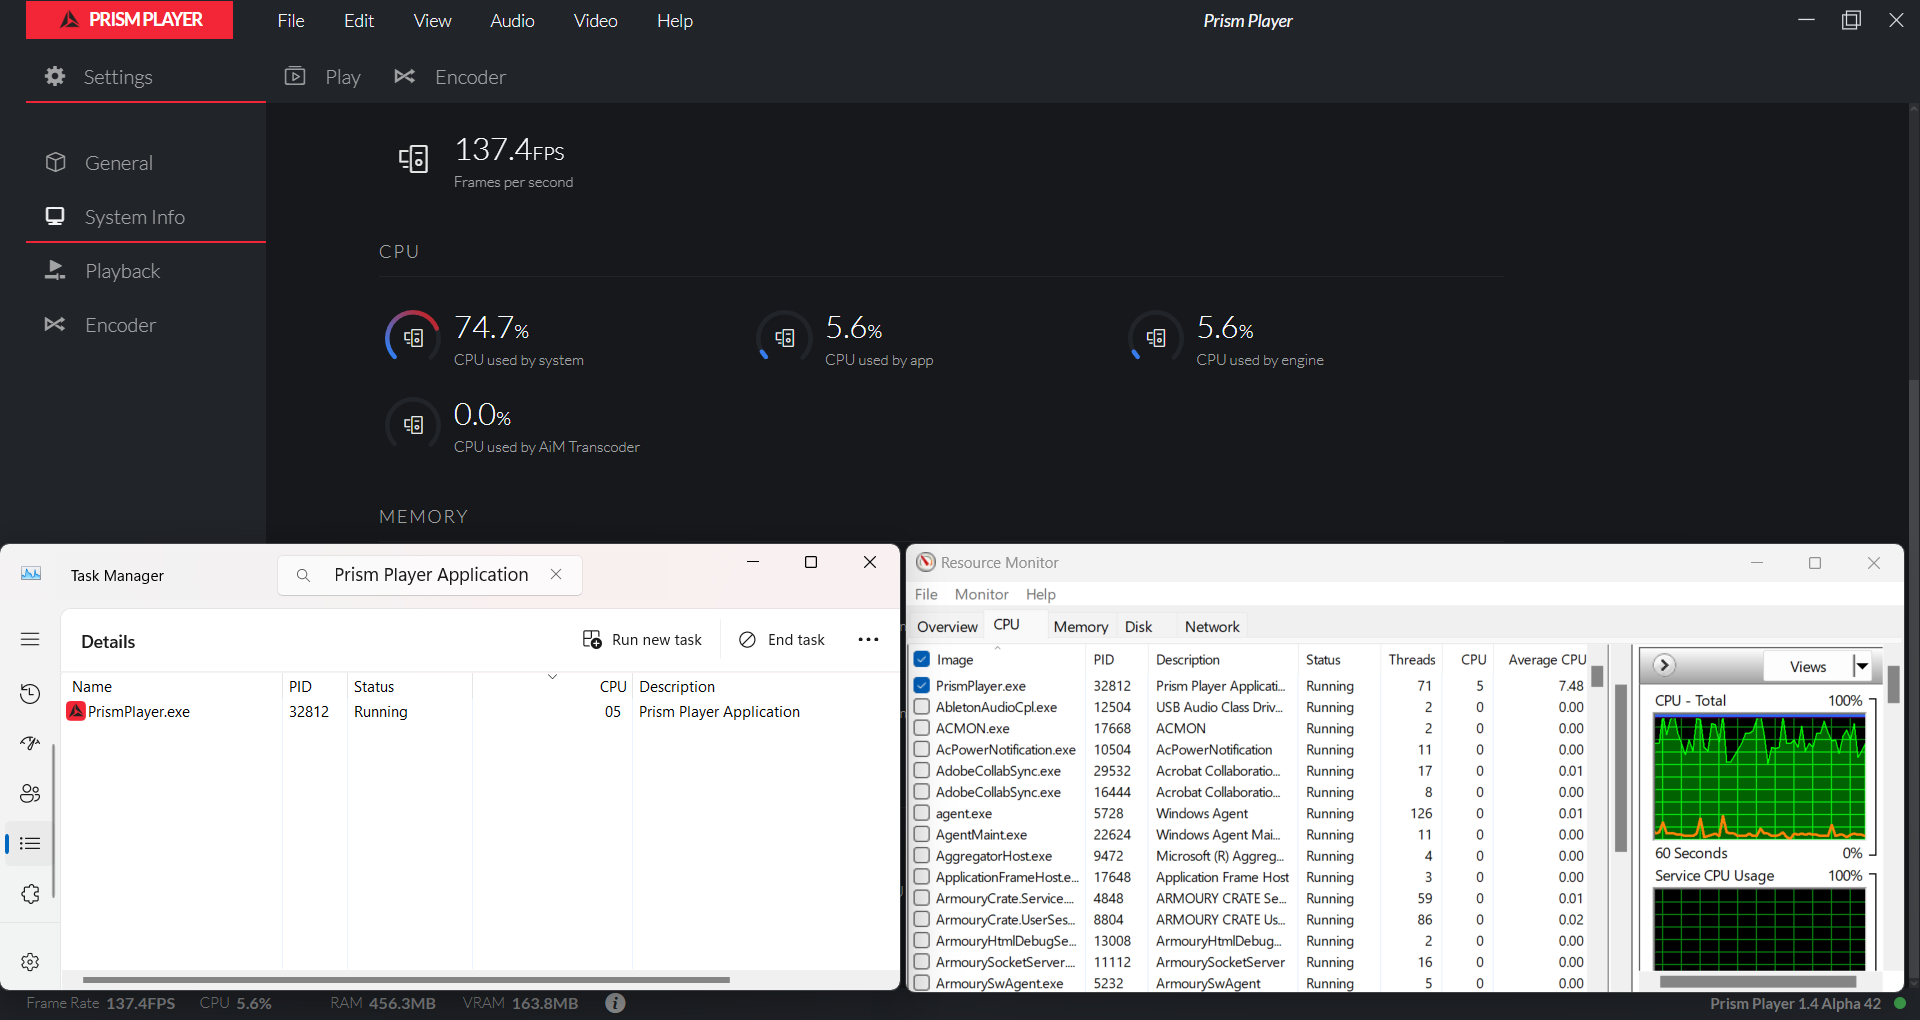 PRISM PLAYER File Edit View Audio Video Help Prism Player
Settings Play Encoder
General
System Info
Playback
Encoder
137.4FPS
Frames per second
CPU
74.7%
CPU used by system
5.6%
CPU used by app
5.6%
CPU used by engine
0.0%
CPU used by AiM Transcoder
MEMORY
Task Manager Prism Player Application
Details Run new task End task
Name PID Status CPU Description
PrismPlayer.exe 32812 Running 05 Prism Player Application
Resource Monitor
File Monitor Help
Overview CPU Memory Disk Network
Image PID Description Status Threads CPU Average CPU
PrismPlayer.exe 32812 Prism Player Applicati... Running 71 5 7.48
AbletonAudioCpl.exe 12504 USB Audio Class Driv... Running 2 0 0.00
ACMON.exe 17668 ACMON Running 2 0 0.00
AcPowerNotification.exe 10504 AcPowerNotification Running 11 0 0.00
AdobeCollabSync.exe 29532 Acrobat Collaboratio... Running 17 0 0.01
AdobeCollabSync.exe 16444 Acrobat Collaboratio... Running 8 0 0.00
agent.exe 5728 Windows Agent Running 126 0 0.01
AgentMaint.exe 22624 Windows Agent Mai... Running 11 0 0.00
AggregatorHost.exe 9472 Microsoft (R) Aggreg... Running 4 0 0.00
ApplicationFrameHost.e... 17648 Application Frame Host Running 3 0 0.00
ArmouryCrate.Service.... 4848 ARMOURY CRATE Se... Running 59 0 0.01
ArmouryCrate.UserSes... 8804 ARMOURY CRATE Us... Running 86 0 0.02
ArmouryHtmlDebugSe... 13008 ArmouryHtmlDebug... Running 2 0 0.00
ArmourySocketServer.... 11112 ArmourySocketServer Running 16 0 0.00
ArmourySwAgent.exe 5232 ArmourySwAgent Running 5 0 0.00
Views
CPU - Total 100%
60 Seconds 0%
Service CPU Usage 100%
Frame Rate 137.4FPS CPU 5.6% RAM 456.3MB VRAM 163.8MB Prism Player 1.4 Alpha 42